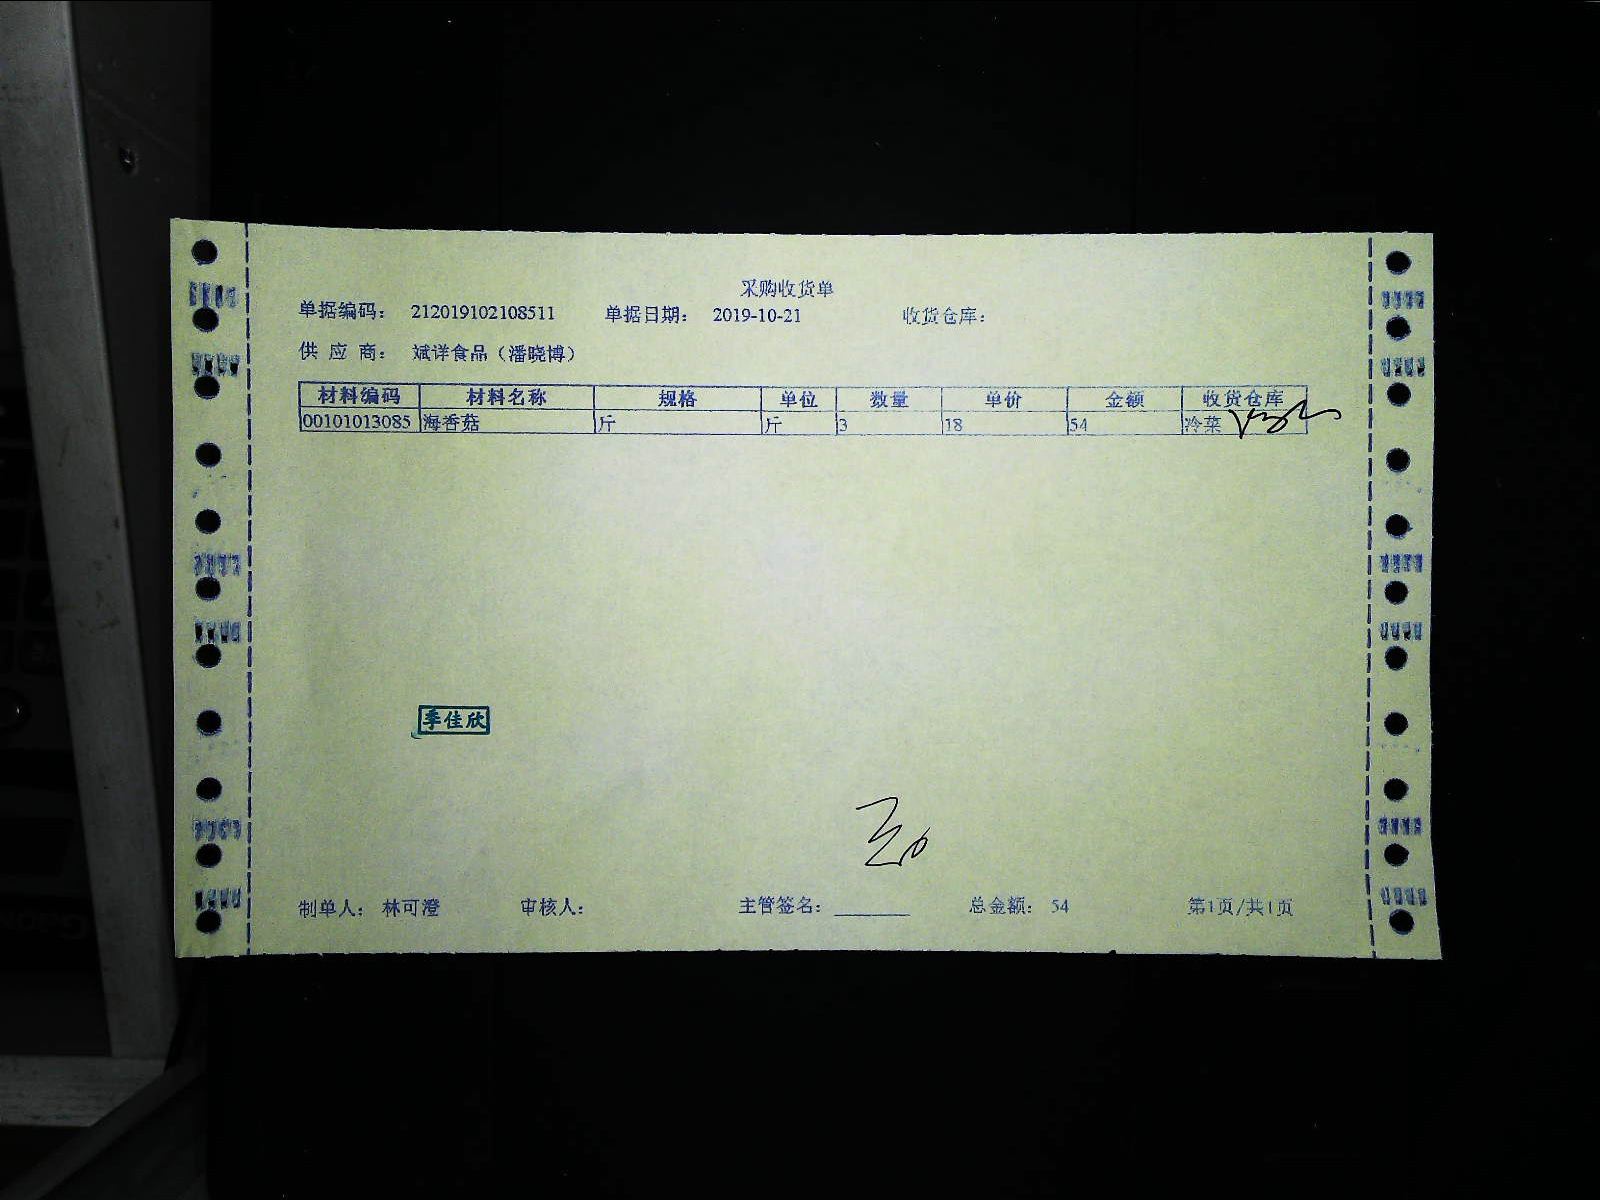 采购收货单
单据编码： 212019102108511 单据日期： 2019-10-21 收货仓库：
供 应 商： 斌详食品（潘晓博）
材料编码 材料名称 规格 单位 数量 单价 金额 收货仓库
00101013085 海香菇 斤 斤 3 18 54 冷菜
季佳欣
制单人： 林可澄 审核人： 主管签名： 总金额： 54 第1页/共1页